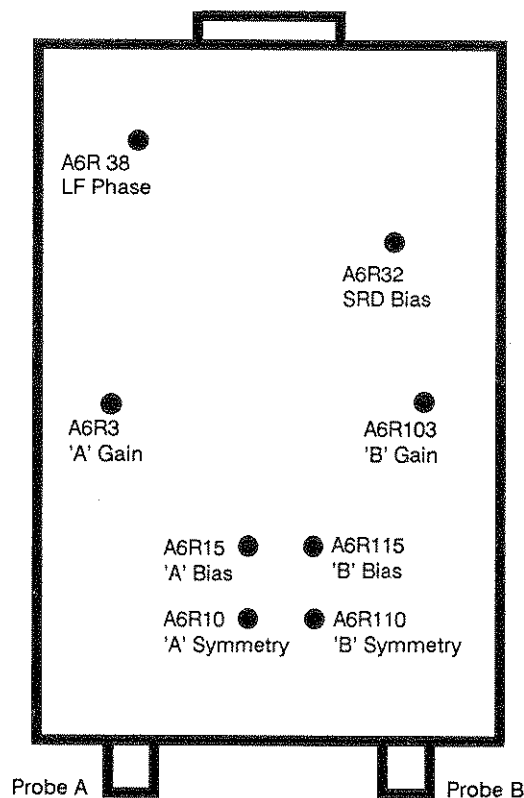 A6R 38
LF Phase
A6R32
SRD Bias
A6R3
'A' Gain
A6R103
'B' Gain
A6R15
'A' Bias
A6R115
'B' Bias
A6R10
'A' Symmetry
A6R110
'B' Symmetry
Probe A
Probe B